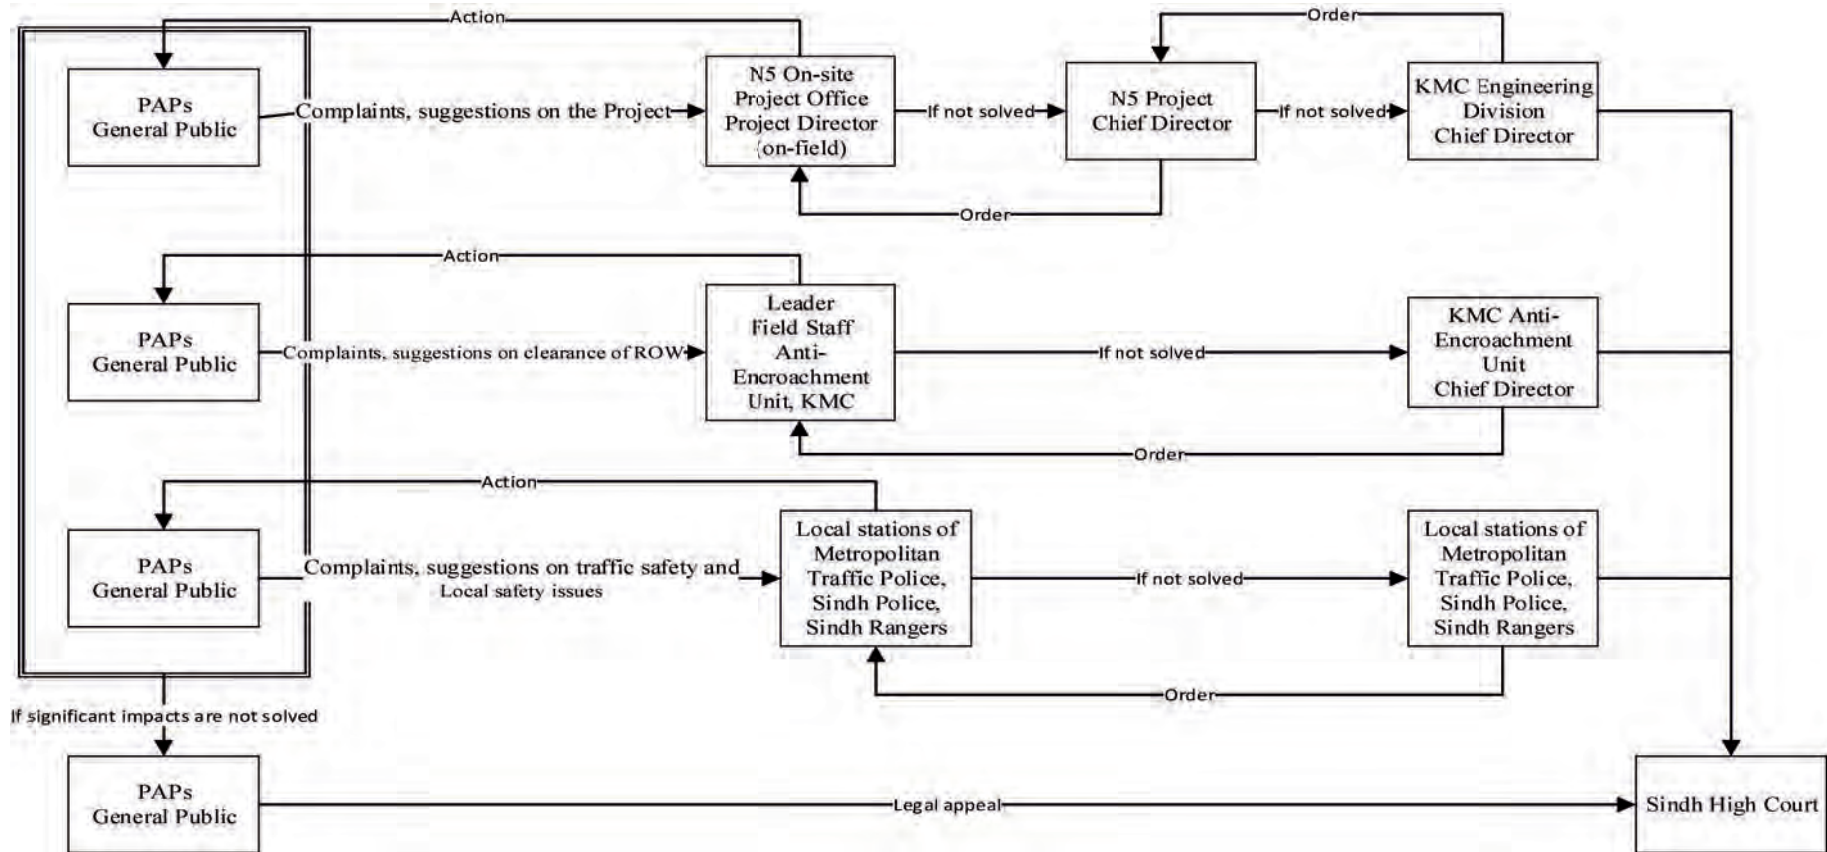 Action
Order
PAPs
General Public
Complaints, suggestions on the Project
N5 On-site
Project Office
Project Director
(on-field)
If not solved
N5 Project
Chief Director
If not solved
KMC Engineering
Division
Chief Director
Order
Action
PAPs
General Public
Complaints, suggestions on clearance of ROW
Leader
Field Staff
Anti-
Encroachment
Unit, KMC
If not solved
KMC Anti-
Encroachment
Unit
Chief Director
Order
Action
PAPs
General Public
Complaints, suggestions on traffic safety and
Local safety issues
Local stations of
Metropolitan
Traffic Police,
Sindh Police,
Sindh Rangers
If not solved
Local stations of
Metropolitan
Traffic Police,
Sindh Police,
Sindh Rangers
Order
If significant impacts are not solved
PAPs
General Public
Legal appeal
Sindh High Court